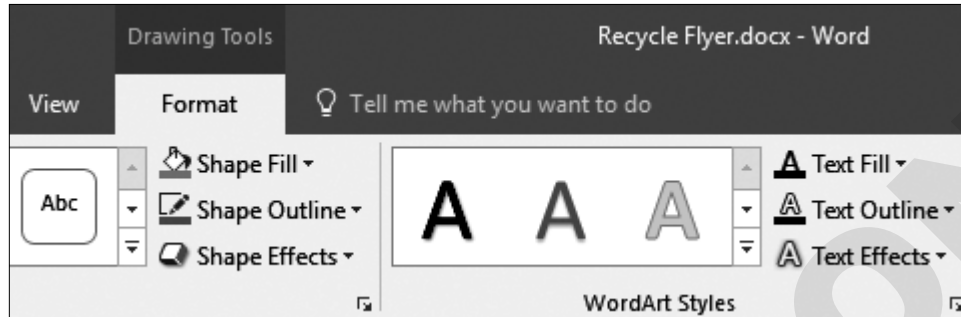 Drawing Tools
Recycle Flyer.docx - Word
View Format Tell me what you want to do
Abc
Shape Fill
Shape Outline
Shape Effects
A A A
Text Fill
Text Outline
Text Effects
WordArt Styles